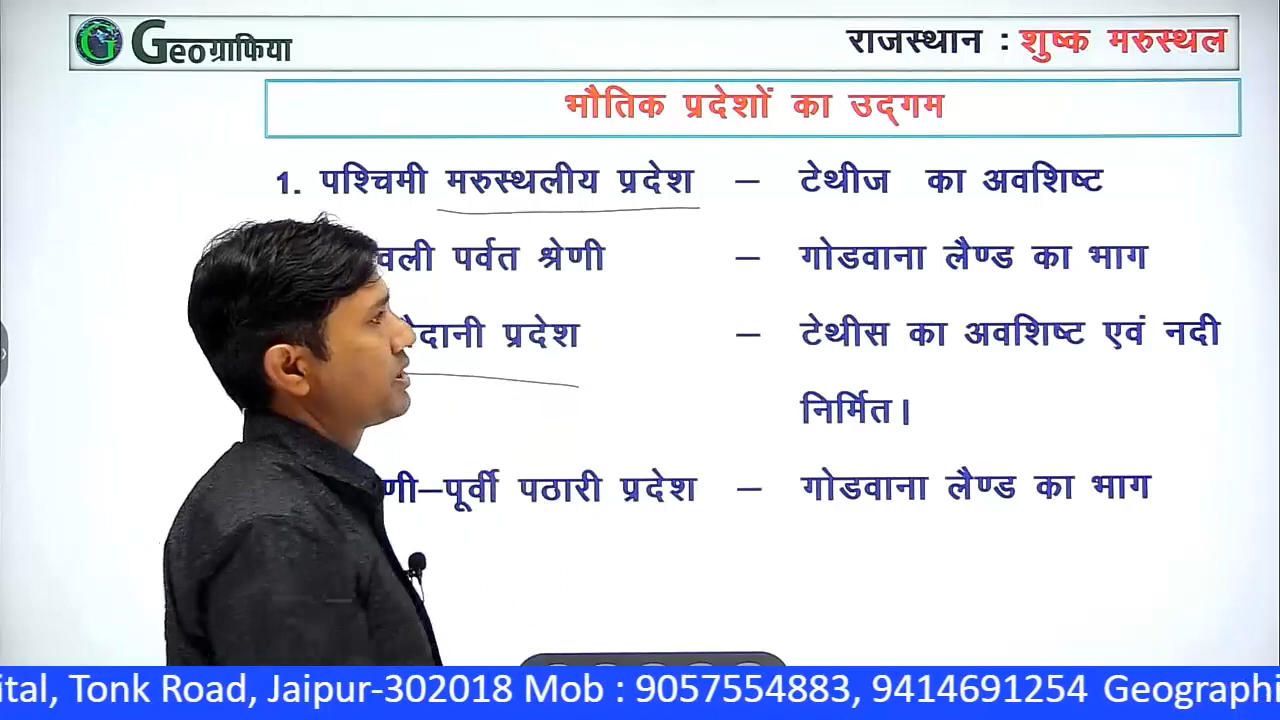 Geoग्राफिया
राजस्थान : शुष्क मरुस्थल
भौतिक प्रदेशों का उद्गम
1. पश्चिमी मरुस्थलीय प्रदेश – टेथीज का अवशिष्ट
वली पर्वत श्रेणी – गोडवाना लैण्ड का भाग
मैदानी प्रदेश – टेथीस का अवशिष्ट एवं नदी
निर्मित।
णी–पूर्वी पठारी प्रदेश – गोडवाना लैण्ड का भाग
ital, Tonk Road, Jaipur-302018 Mob : 9057554883, 9414691254 Geographi